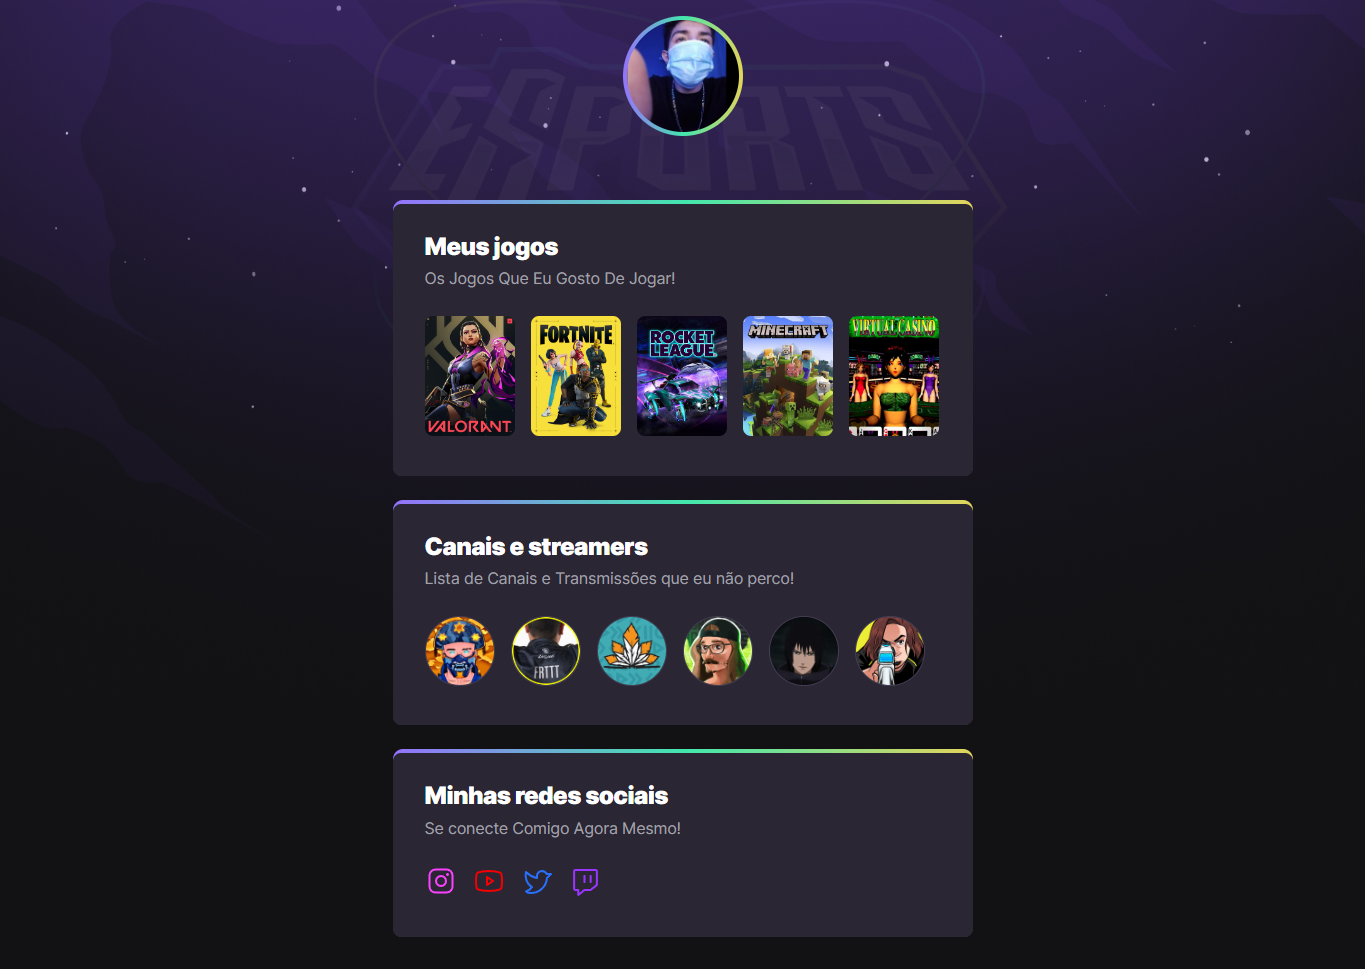 ESPORTS
Meus jogos
Os Jogos Que Eu Gosto De Jogar!
VALORANT
FORTNITE
ROCKET
LEAGUE
MINECRAFT
VIRTUAL CASINO
Canais e streamers
Lista de Canais e Transmissões que eu não perco!
FRTTT
Minhas redes sociais
Se conecte Comigo Agora Mesmo!